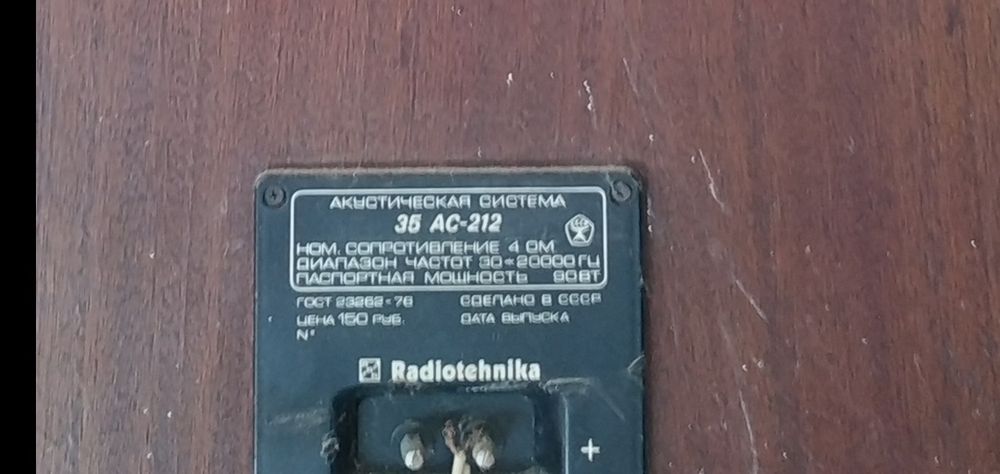 АКУСТИЧЕСКАЯ СИСТЕМА
35 АС-212
НОМ. СОПРОТИВЛЕНИЕ 4 ОМ
ДИАПАЗОН ЧАСТОТ 30÷20000 ГЦ
ПАСПОРТНАЯ МОЩНОСТЬ 90 ВТ
ГОСТ 23262-78 СДЕЛАНО В СССР
ЦЕНА 150 РУБ. ДАТА ВЫПУСКА
N°
Radiotehnika
+